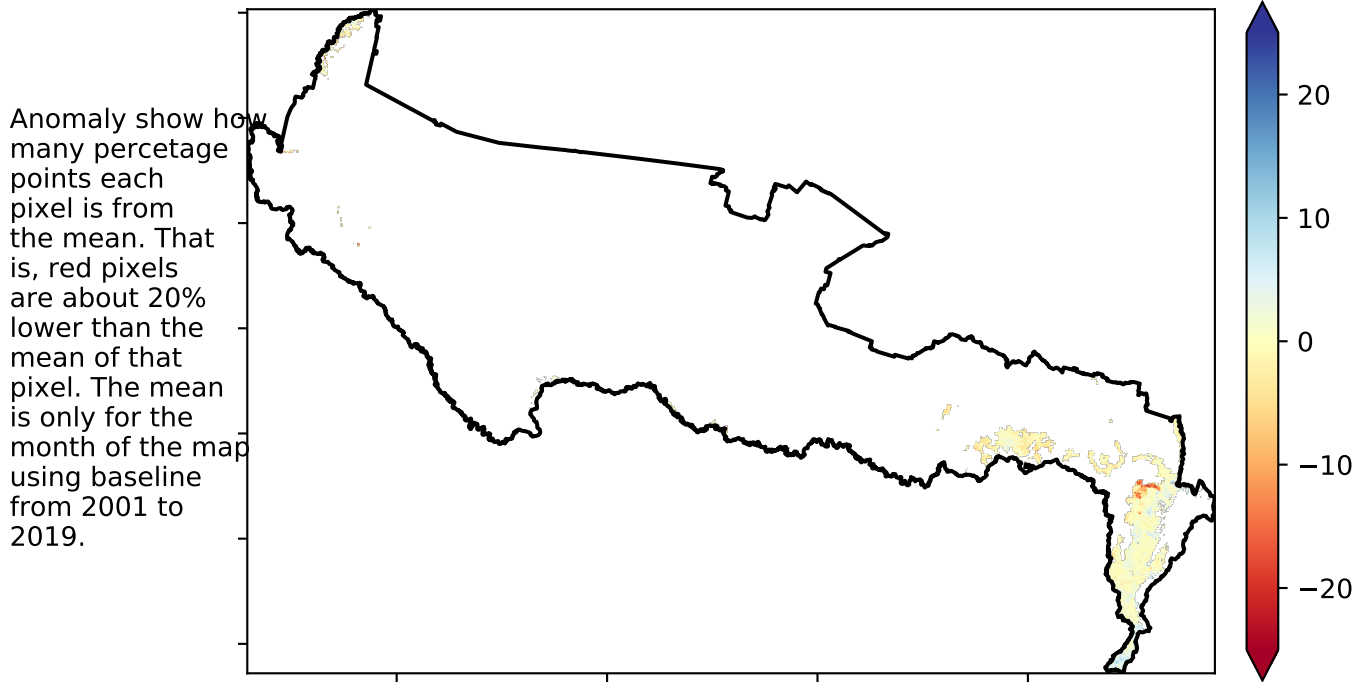 Anomaly show how
many percetage
points each
pixel is from
the mean. That
is, red pixels
are about 20%
lower than the
mean of that
pixel. The mean
is only for the
month of the map
using baseline
from 2001 to
2019.
20
10
0
−10
−20